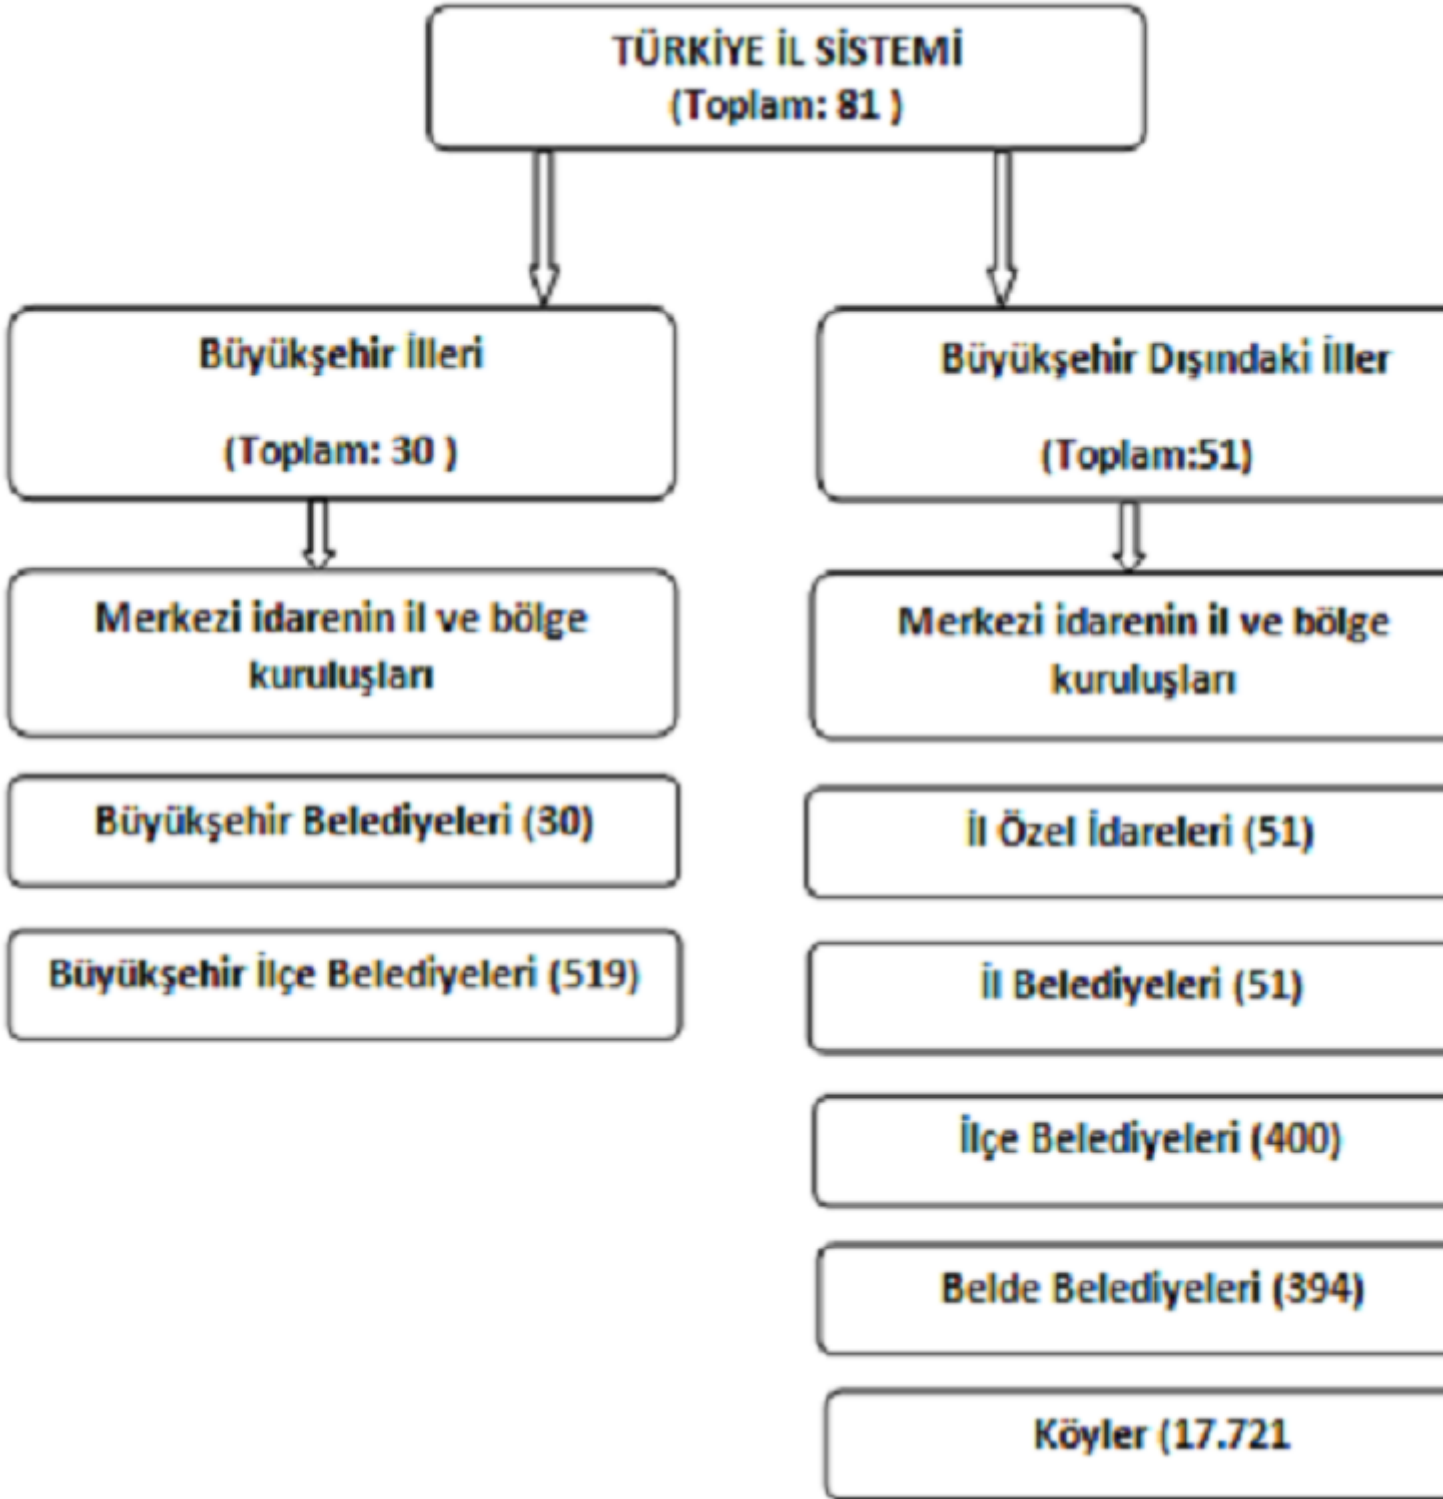 TÜRKİYE İL SİSTEMİ
(Toplam: 81 )
Büyükşehir İlleri
(Toplam: 30 )
Merkezi idarenin il ve bölge
kuruluşları
Büyükşehir Belediyeleri (30)
Büyükşehir İlçe Belediyeleri (519)
Büyükşehir Dışındaki İller
(Toplam:51)
Merkezi idarenin il ve bölge
kuruluşları
İl Özel İdareleri (51)
İl Belediyeleri (51)
İlçe Belediyeleri (400)
Belde Belediyeleri (394)
Köyler (17.721